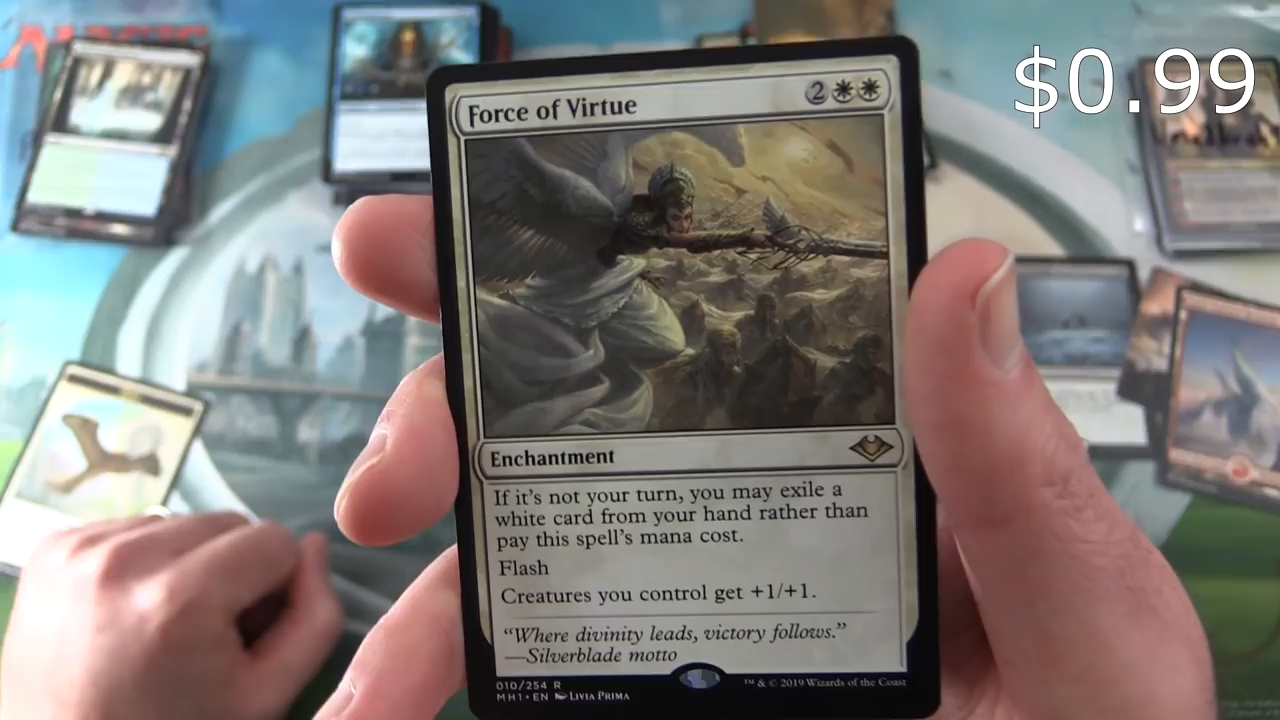 $0.99
Force of Virtue
2
Enchantment
If it's not your turn, you may exile a
white card from your hand rather than
pay this spell's mana cost.
Flash
Creatures you control get +1/+1.
“Where divinity leads, victory follows.”
—Silverblade motto
010/254 R
MH1 • EN LIVIA PRIMA
™ & © 2019 Wizards of the Coast